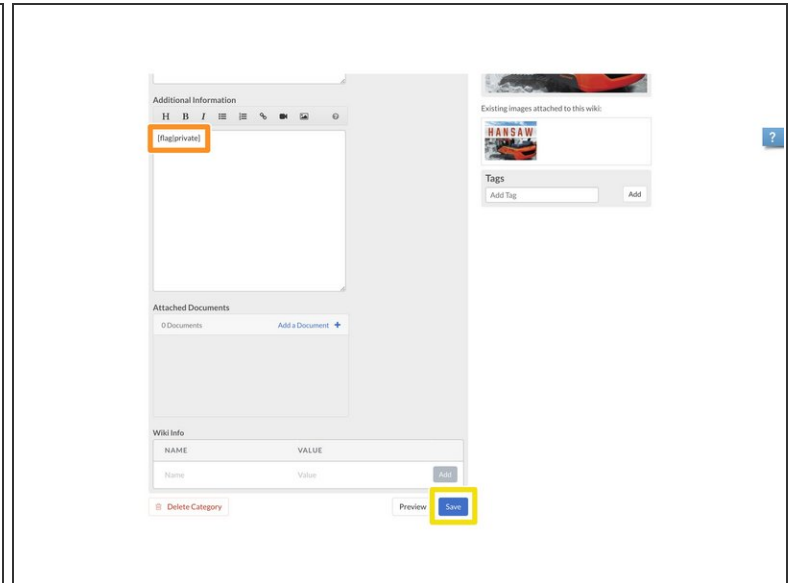 Additional Information
H B I
[flag|private]
Attached Documents
0 Documents Add a Document +
Wiki Info
NAME VALUE
Name Value Add
Delete Category Preview Save
Existing images attached to this wiki:
HANSAW
Tags
Add Tag Add
?